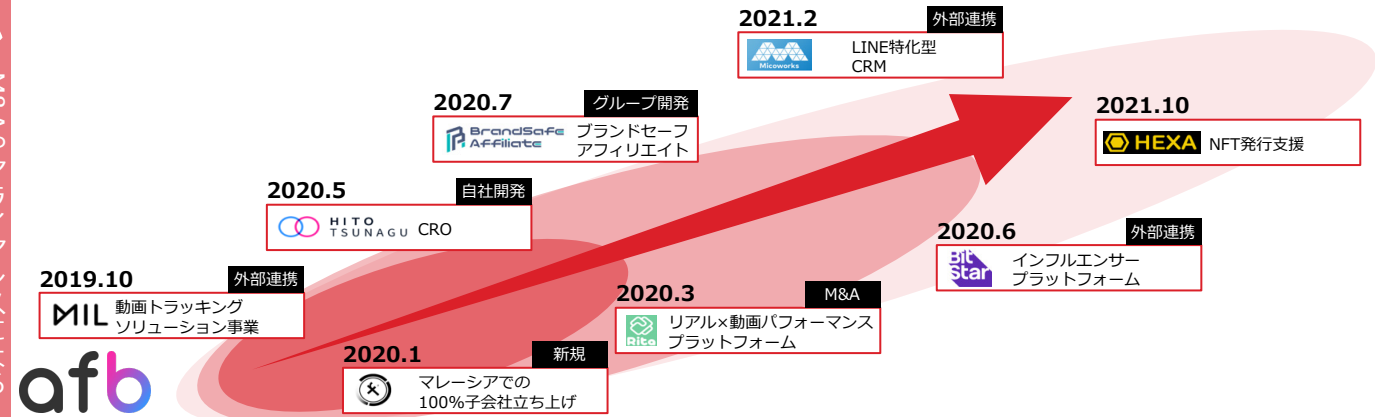 2021.2
外部連携
Micoworks
LINE特化型
CRM
2020.7
グループ開発
BrandSafe
Affiliate
ブランドセーフ
アフィリエイト
2021.10
HEXA
NFT発行支援
2020.5
自社開発
HITO
TSUNAGU
CRO
2020.6
外部連携
Bit
Star
インフルエンサー
プラットフォーム
2019.10
外部連携
MIL
動画トラッキング
ソリューション事業
2020.3
M&A
Rito
リアル×動画パフォーマンス
プラットフォーム
2020.1
新規
マレーシアでの
100%子会社立ち上げ
afb